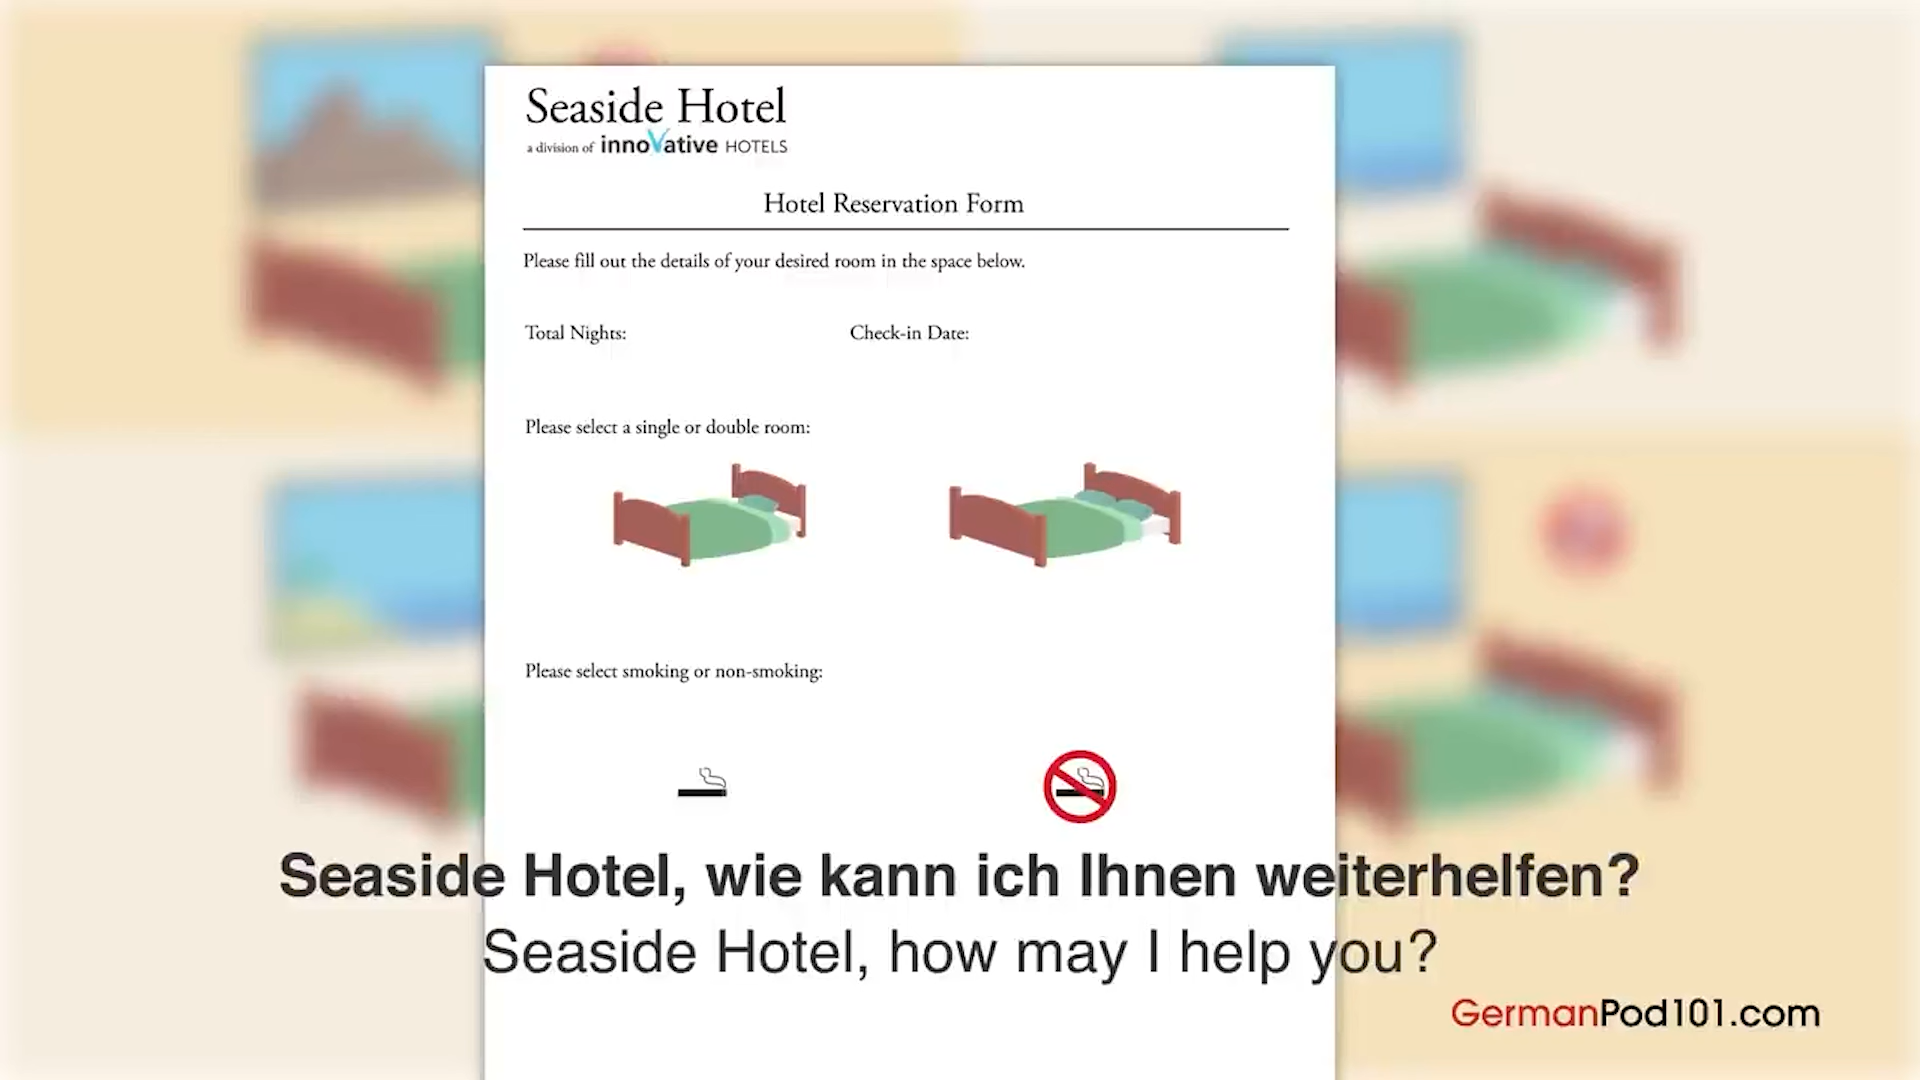 Seaside Hotel
a division of innoVative HOTELS
Hotel Reservation Form
Please fill out the details of your desired room in the space below.
Total Nights: Check-in Date:
Please select a single or double room:
Please select smoking or non-smoking:
Seaside Hotel, wie kann ich Ihnen weiterhelfen?
Seaside Hotel, how may I help you?
GermanPod101.com